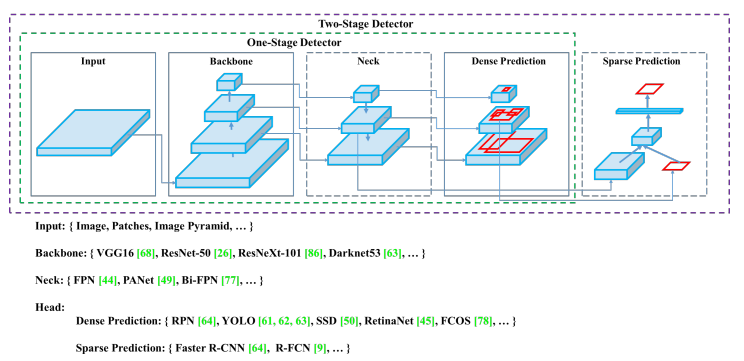 Two-Stage Detector
One-Stage Detector
Input
Backbone
Neck
Dense Prediction
Sparse Prediction
Input: { Image, Patches, Image Pyramid, … }
Backbone: { VGG16 [68], ResNet-50 [26], ResNeXt-101 [86], Darknet53 [63], … }
Neck: { FPN [44], PANet [49], Bi-FPN [77], … }
Head:
Dense Prediction: { RPN [64], YOLO [61, 62, 63], SSD [50], RetinaNet [45], FCOS [78], … }
Sparse Prediction: { Faster R-CNN [64], R-FCN [9], … }